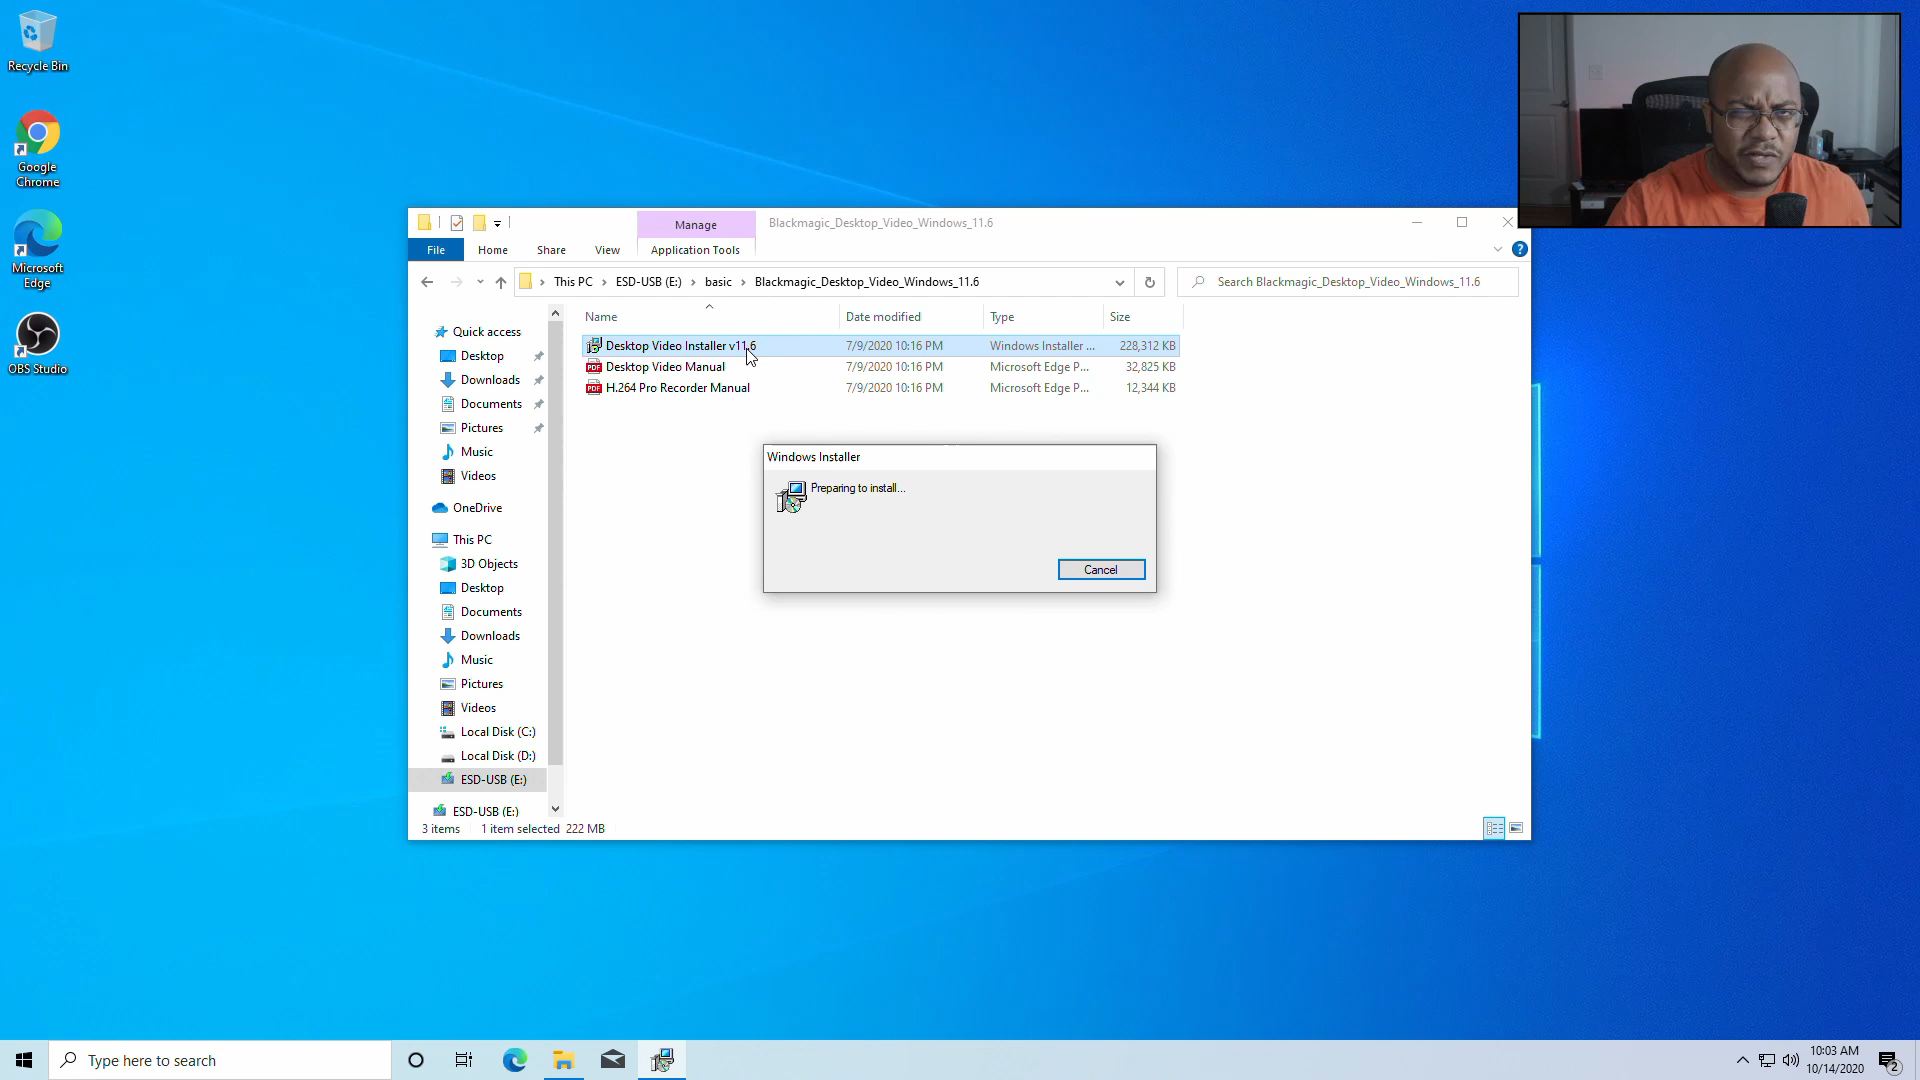 Recycle Bin
Google
Chrome
Microsoft
Edge
OBS Studio
Manage
Blackmagic_Desktop_Video_Windows_11.6
File
Home
Share
View
Application Tools
This PC
ESD-USB (E:)
basic
Blackmagic_Desktop_Video_Windows_11.6
Search Blackmagic_Desktop_Video_Windows_11.6
Name
Date modified
Type
Size
Desktop Video Installer v11.6
7/9/2020 10:16 PM
Windows Installer ...
228,312 KB
Desktop Video Manual
7/9/2020 10:16 PM
Microsoft Edge P...
32,825 KB
H.264 Pro Recorder Manual
7/9/2020 10:16 PM
Microsoft Edge P...
12,344 KB
Quick access
Desktop
Downloads
Documents
Pictures
Music
Videos
OneDrive
This PC
3D Objects
Desktop
Documents
Downloads
Music
Pictures
Videos
Local Disk (C:)
Local Disk (D:)
ESD-USB (E:)
ESD-USB (E:)
3 items
1 item selected 222 MB
Windows Installer
Preparing to install...
Cancel
Type here to search
10:03 AM
10/14/2020
2